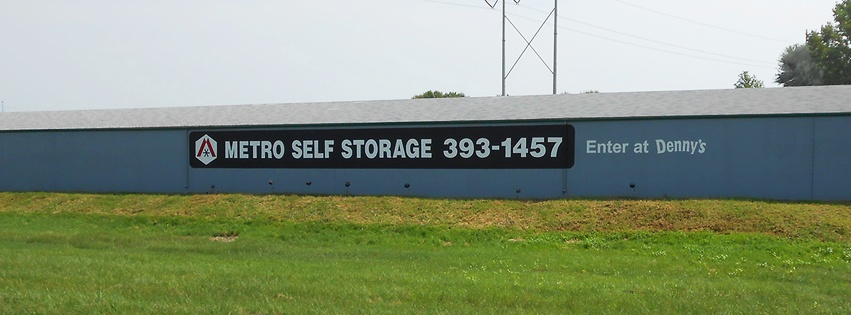 METRO SELF STORAGE 393-1457
Enter at Denny's